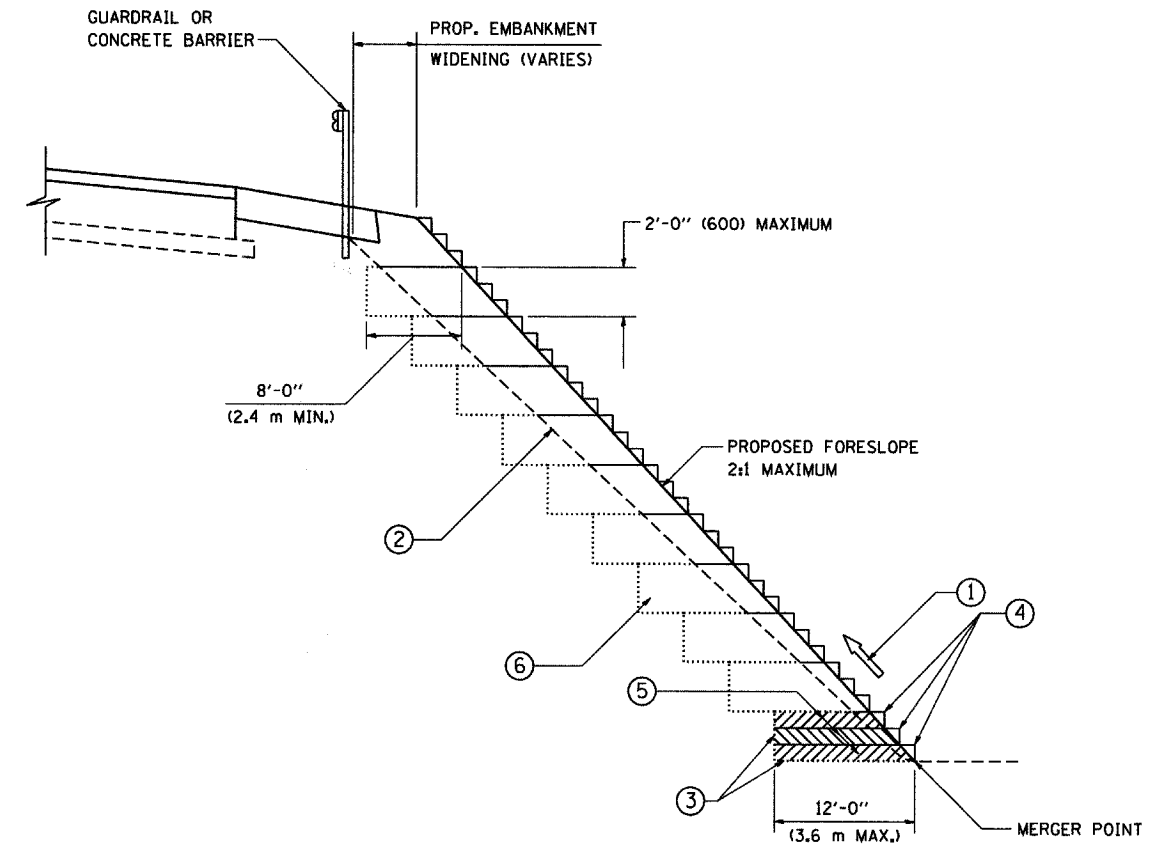 GUARDRAIL OR
CONCRETE BARRIER
PROP. EMBANKMENT
WIDENING (VARIES)
2'-0" (600) MAXIMUM
8'-0"
(2.4 m MIN.)
PROPOSED FORESLOPE
2:1 MAXIMUM
2
1
4
6
5
3
12'-0"
(3.6 m MAX.)
MERGER POINT